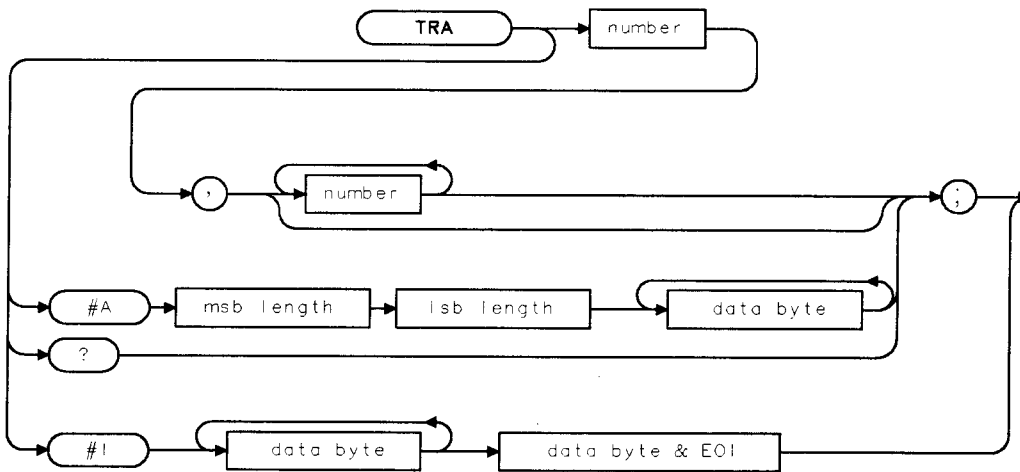 TRA
number
,
number
;
#A
msb length
lsb length
data byte
?
#I
data byte
data byte & EOI